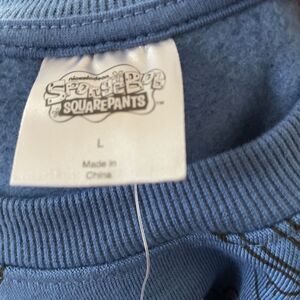 nickelodeon
SPONGEBOB
SQUAREPANTS
L
Made in
China